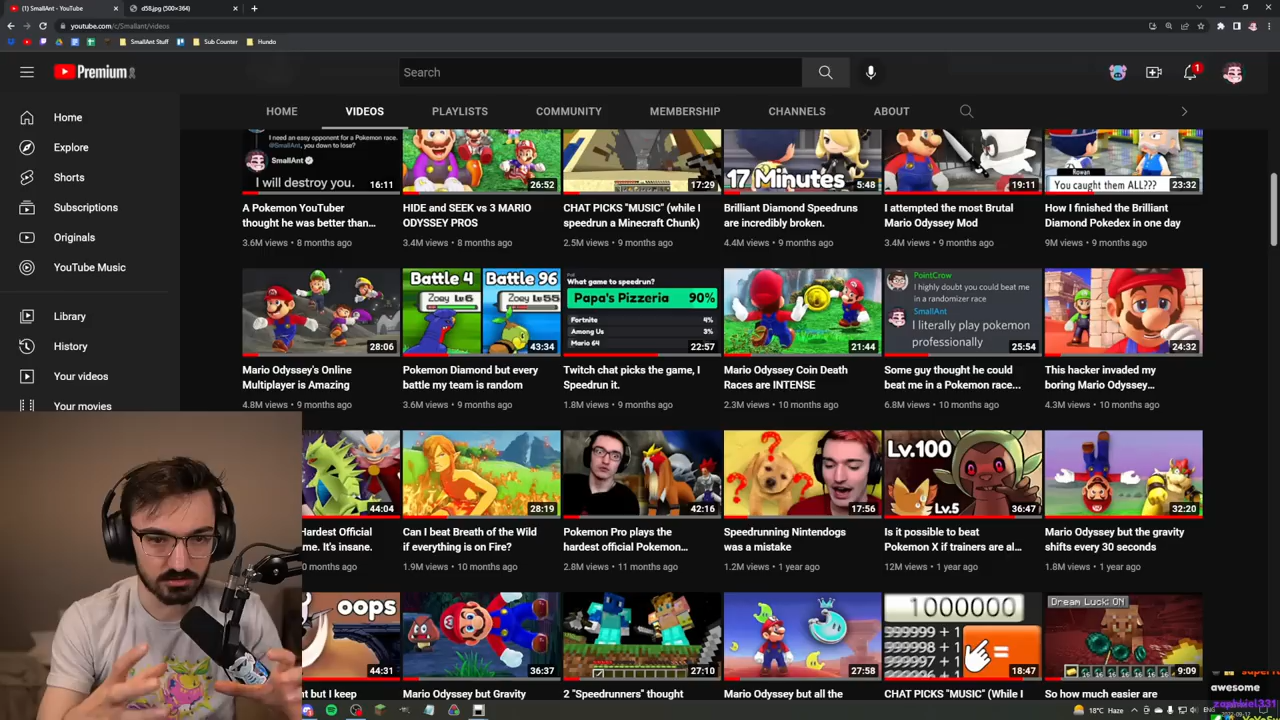 (1) SmallAnt - YouTube
d58.jpg (500×364)
youtube.com/c/Smallant/videos
SmallAnt Stuff
Sub Counter
Hundo
Premium
Search
1
HOME
VIDEOS
PLAYLISTS
COMMUNITY
MEMBERSHIP
CHANNELS
ABOUT
Home
Explore
Shorts
Subscriptions
Originals
YouTube Music
Library
History
Your videos
Your movies
I need an easy opponent for a Pokemon race.
@SmallAnt, you down to lose?
SmallAnt
I will destroy you.
16:11
26:52
17:29
17 Minutes
5:48
19:11
Rowan
You caught them ALL???
23:32
A Pokemon YouTuber
thought he was better than...
3.6M views • 8 months ago
HIDE and SEEK vs 3 MARIO
ODYSSEY PROS
3.4M views • 8 months ago
CHAT PICKS "MUSIC" (while I
speedrun a Minecraft Chunk)
2.5M views • 9 months ago
Brilliant Diamond Speedruns
are incredibly broken.
4.4M views • 9 months ago
I attempted the most Brutal
Mario Odyssey Mod
3.4M views • 9 months ago
How I finished the Brilliant
Diamond Pokedex in one day
9M views • 9 months ago
28:06
Battle 4
Zoey Lv6
Battle 96
Zoey Lv55
43:34
What game to speedrun?
Papa's Pizzeria 90%
Fortnite 4%
Among Us 3%
Mario 64
22:57
21:44
PointCrow
I highly doubt you could beat
me in a randomizer race
SmallAnt
I literally play pokemon
professionally
25:54
24:32
Mario Odyssey's Online
Multiplayer is Amazing
4.8M views • 9 months ago
Pokemon Diamond but every
battle my team is random
3.6M views • 9 months ago
Twitch chat picks the game, I
Speedrun it.
1.8M views • 9 months ago
Mario Odyssey Coin Death
Races are INTENSE
2.3M views • 10 months ago
Some guy thought he could
beat me in a Pokemon race...
6.8M views • 10 months ago
This hacker invaded my
boring Mario Odyssey...
4.3M views • 10 months ago
44:04
28:19
42:16
17:56
Lv.100
Lv.5
36:47
32:20
Hardest Official
me. It's insane.
months ago
Can I beat Breath of the Wild
if everything is on Fire?
1.9M views • 10 months ago
Pokemon Pro plays the
hardest official Pokemon...
2.8M views • 11 months ago
Speedrunning Nintendogs
was a mistake
1.2M views • 1 year ago
Is it possible to beat
Pokemon X if trainers are al...
12M views • 1 year ago
Mario Odyssey but the gravity
shifts every 30 seconds
1.8M views • 1 year ago
oops
44:31
36:37
27:10
27:58
1000000
999999 + 1
999998 + 1
=
18:47
Dream Luck: ON
9:09
but I keep
Mario Odyssey but Gravity
2 "Speedrunners" thought
Mario Odyssey but all the
CHAT PICKS "MUSIC" (While I
So how much easier are
awesome
zaphkiel331
18°C Haze